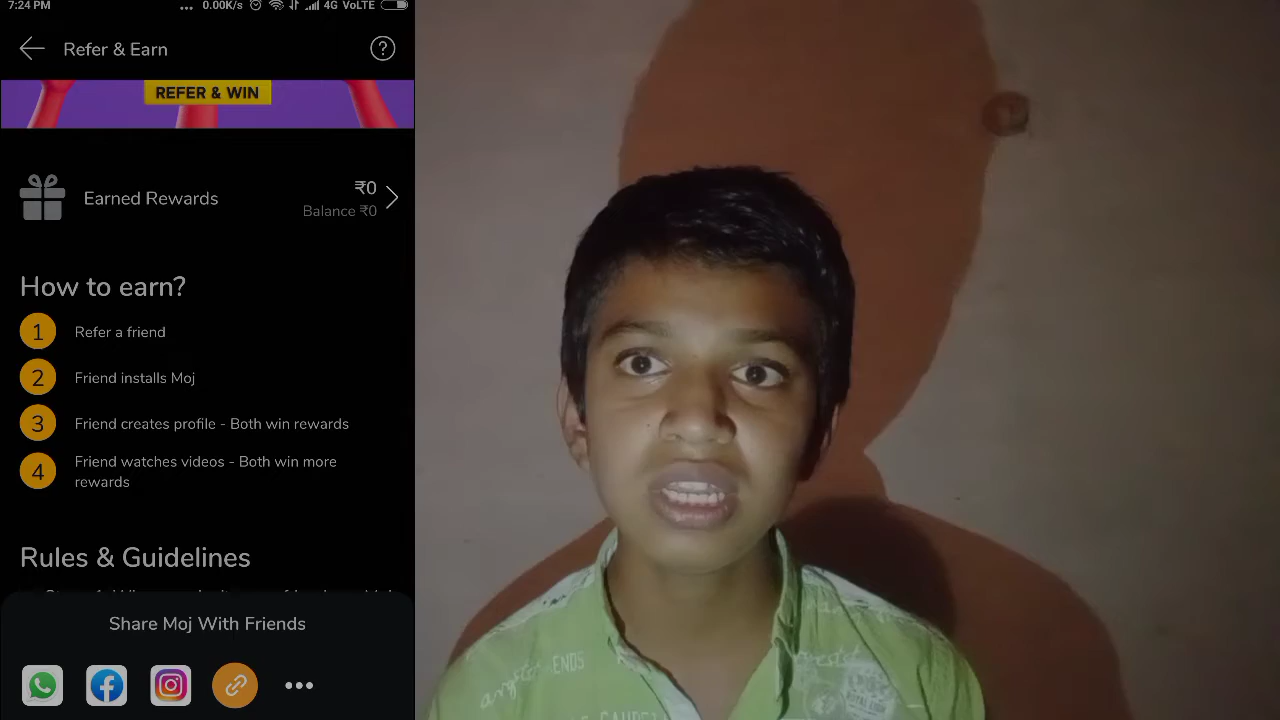 7:24 PM ... 0.00K/s 4G VoLTE
Refer & Earn
?
REFER & WIN
Earned Rewards
₹0
Balance ₹0
How to earn?
1 Refer a friend
2 Friend installs Moj
3 Friend creates profile - Both win rewards
4 Friend watches videos - Both win more
rewards
Rules & Guidelines
Share Moj With Friends
ENDS